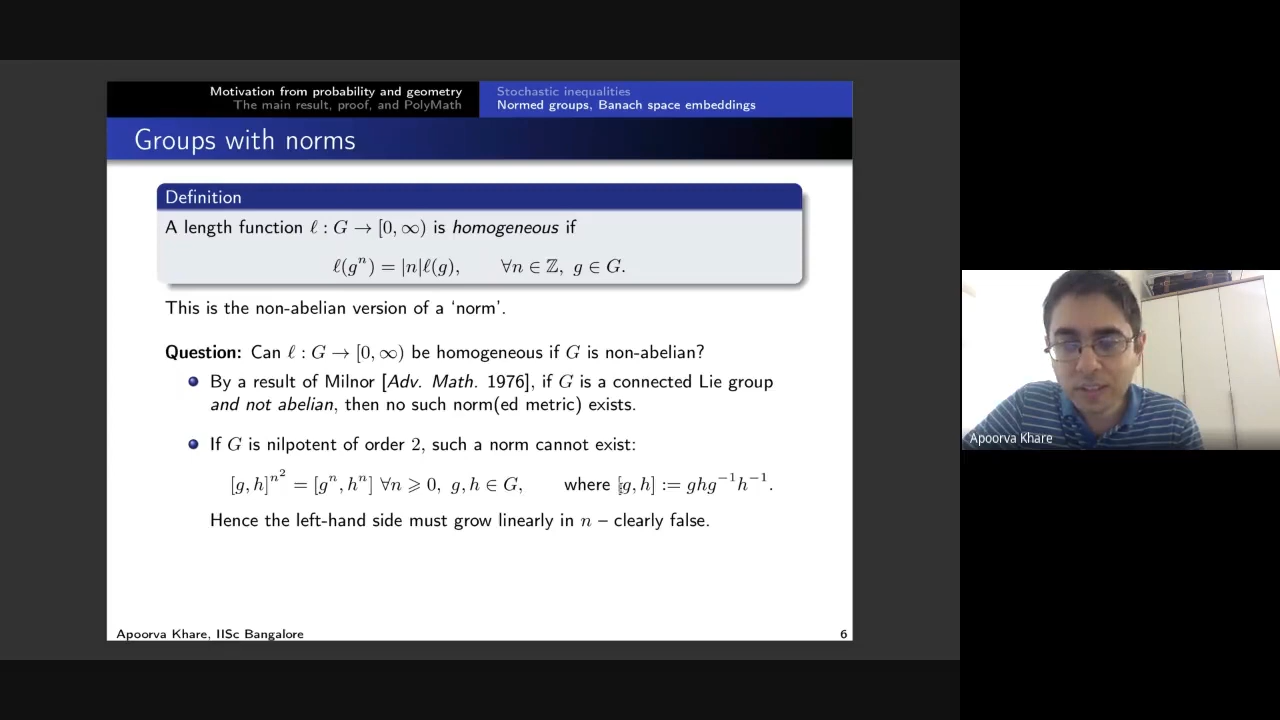 Motivation from probability and geometry
The main result, proof, and PolyMath
Stochastic inequalities
Normed groups, Banach space embeddings
Groups with norms
Definition
A length function ℓ : G → [0, ∞) is homogeneous if
ℓ(gⁿ) = |n|ℓ(g), ∀n ∈ ℤ, g ∈ G.
This is the non-abelian version of a ‘norm’.
Question: Can ℓ : G → [0, ∞) be homogeneous if G is non-abelian?
By a result of Milnor [Adv. Math. 1976], if G is a connected Lie group
and not abelian, then no such norm(ed metric) exists.
If G is nilpotent of order 2, such a norm cannot exist:
[g, h]^{n²} = [gⁿ, hⁿ] ∀n ⩾ 0, g, h ∈ G, where [g, h] := ghg⁻¹h⁻¹.
Hence the left-hand side must grow linearly in n – clearly false.
Apoorva Khare, IISc Bangalore
6
Apoorva Khare